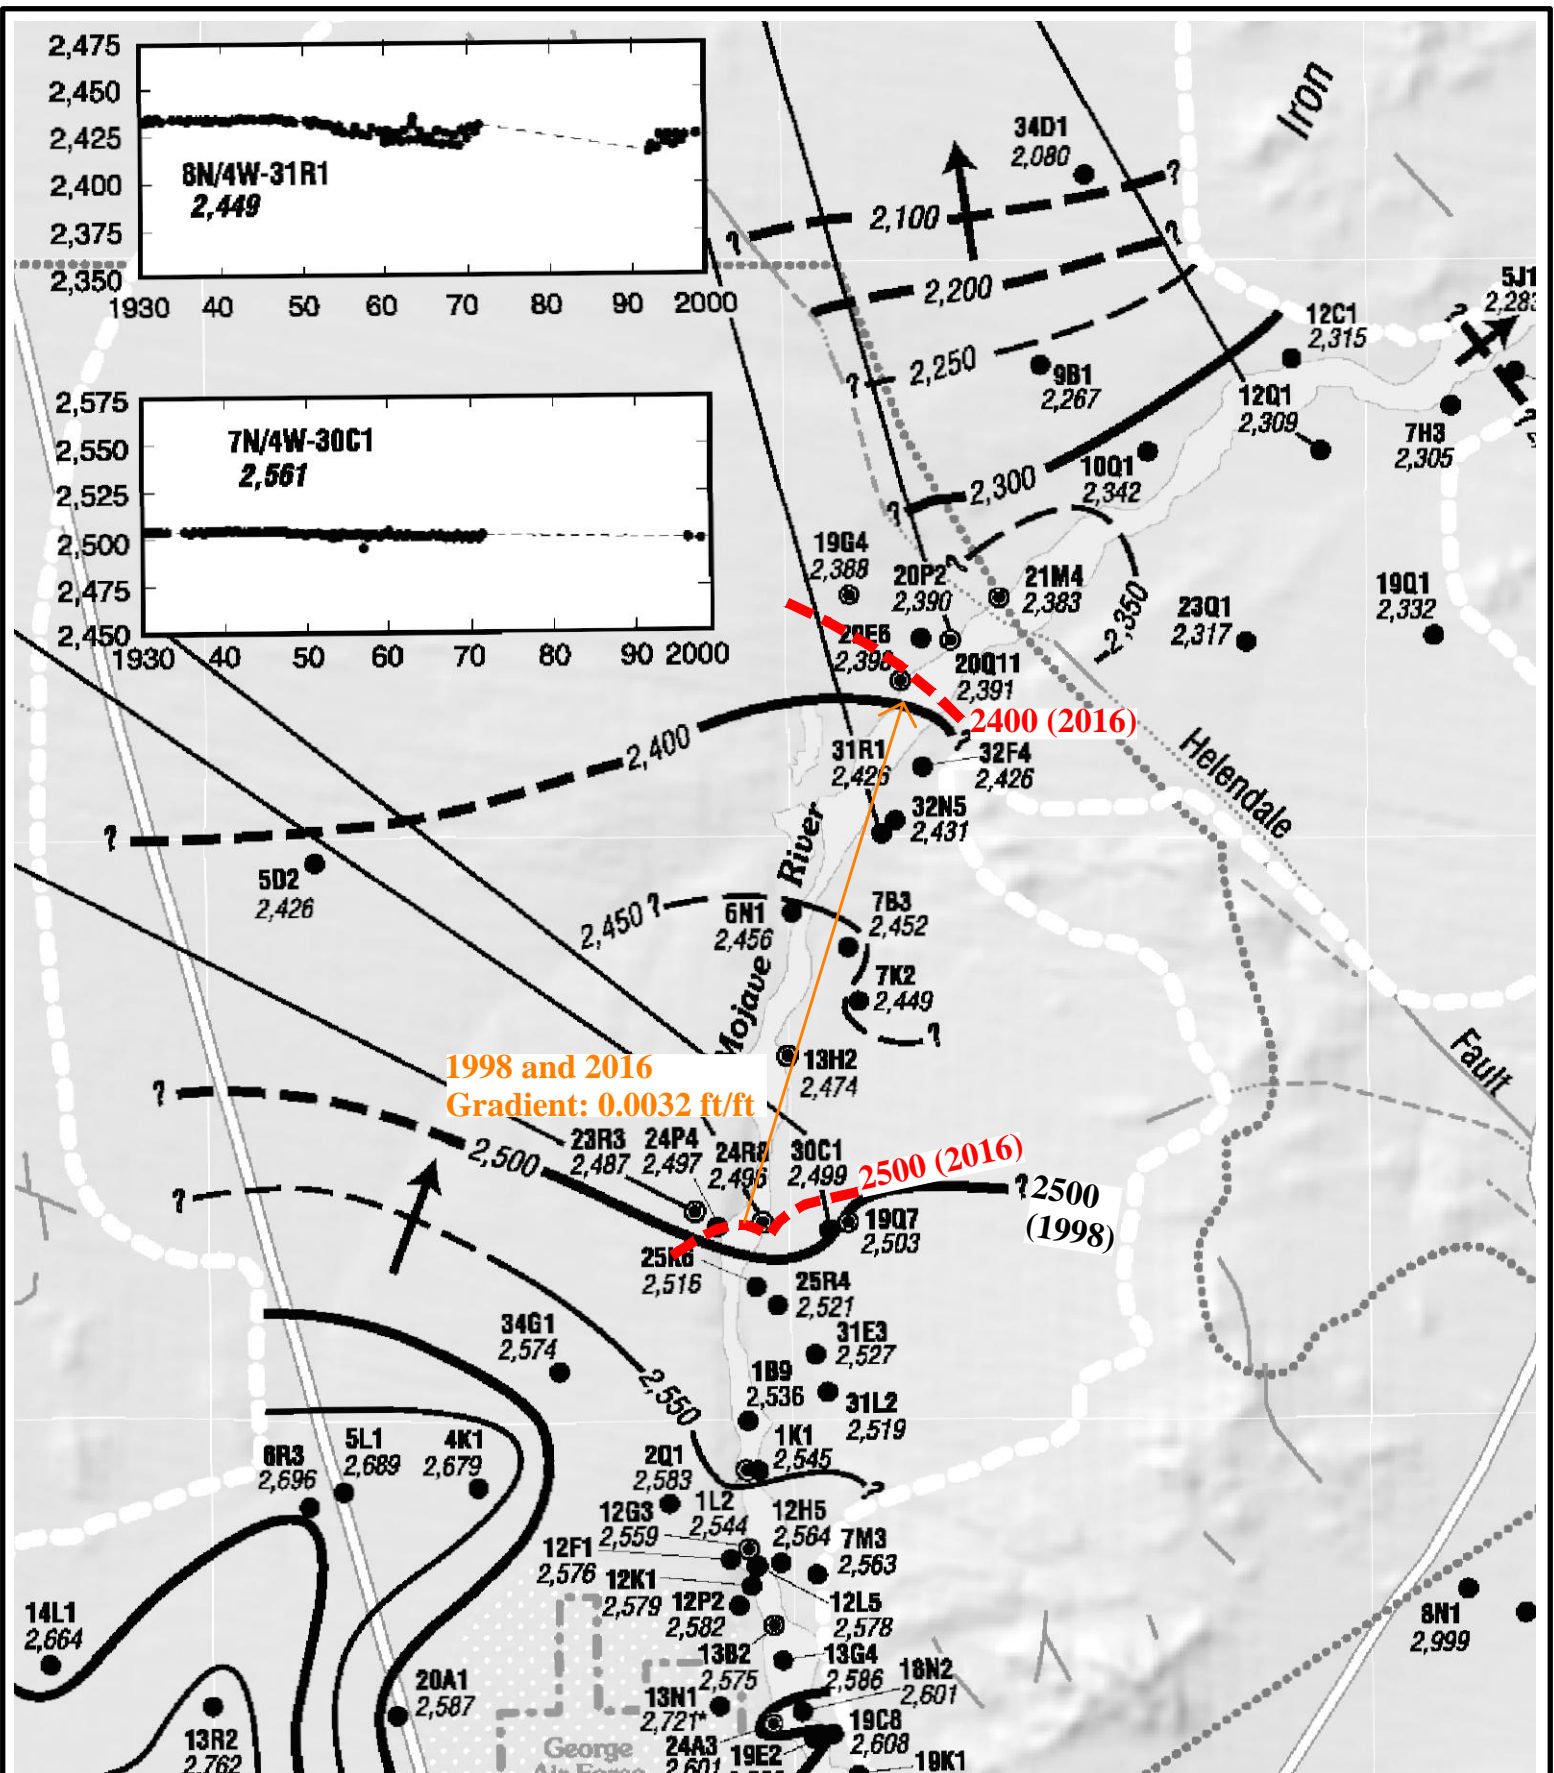 2,475
2,450
2,425
2,400
2,375
2,350
8N/4W-31R1
2,449
1930 40 50 60 70 80 90 2000
2,575
2,550
2,525
2,500
2,475
2,450
7N/4W-30C1
2,561
1930 40 50 60 70 80 90 2000
Iron
34D1
2,080
?
2,100
?
?
2,200
5J1
2,283
?
12C1
2,315
2,250
?
9B1
2,267
12Q1
2,309
7H3
2,305
?
10Q1
2,342
2,300
?
19G4
2,388
20P2
2,390
?
21M4
2,383
2,350
23Q1
2,317
19Q1
2,332
20E6
2,398
20Q11
2,391
2400 (2016)
2,400
?
31R1
2,426
32F4
2,426
Helendale
32N5
2,431
?
5D2
2,426
River
2,450 ?
6N1
2,456
7B3
2,452
7K2
2,449
?
Mojave
13H2
2,474
Fault
1998 and 2016
Gradient: 0.0032 ft/ft
?
2,500
23R3
2,487
24P4
2,497
24R8
2,496
30C1
2,499
2500 (2016)
? 2500
(1998)
?
19Q7
2,503
25R6
2,516
25R4
2,521
34G1
2,574
31E3
2,527
2,550
1B9
2,536
31L2
2,519
6R3
2,696
5L1
2,689
4K1
2,679
2Q1
2,583
1K1
2,545
?
12G3
2,559
1L2
2,544
12H5
2,564
12F1
2,576
7M3
2,563
12K1
2,579
12P2
2,582
12L5
2,578
14L1
2,664
8N1
2,999
13B2
2,575
13G4
2,586
18N2
2,601
20A1
2,587
13N1
2,721*
19C8
2,608
13R2
2,762
George
Air Force
24A3
2,601
19E2
19K1